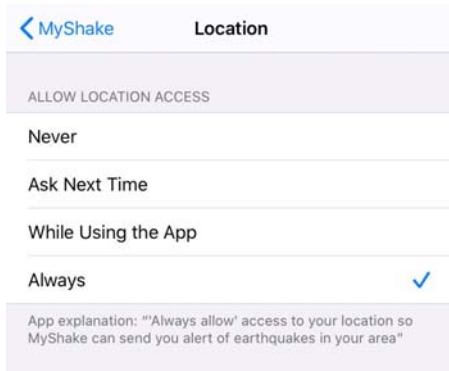 MyShake Location
ALLOW LOCATION ACCESS
Never
Ask Next Time
While Using the App
Always
App explanation: “‘Always allow’ access to your location so
MyShake can send you alert of earthquakes in your area”